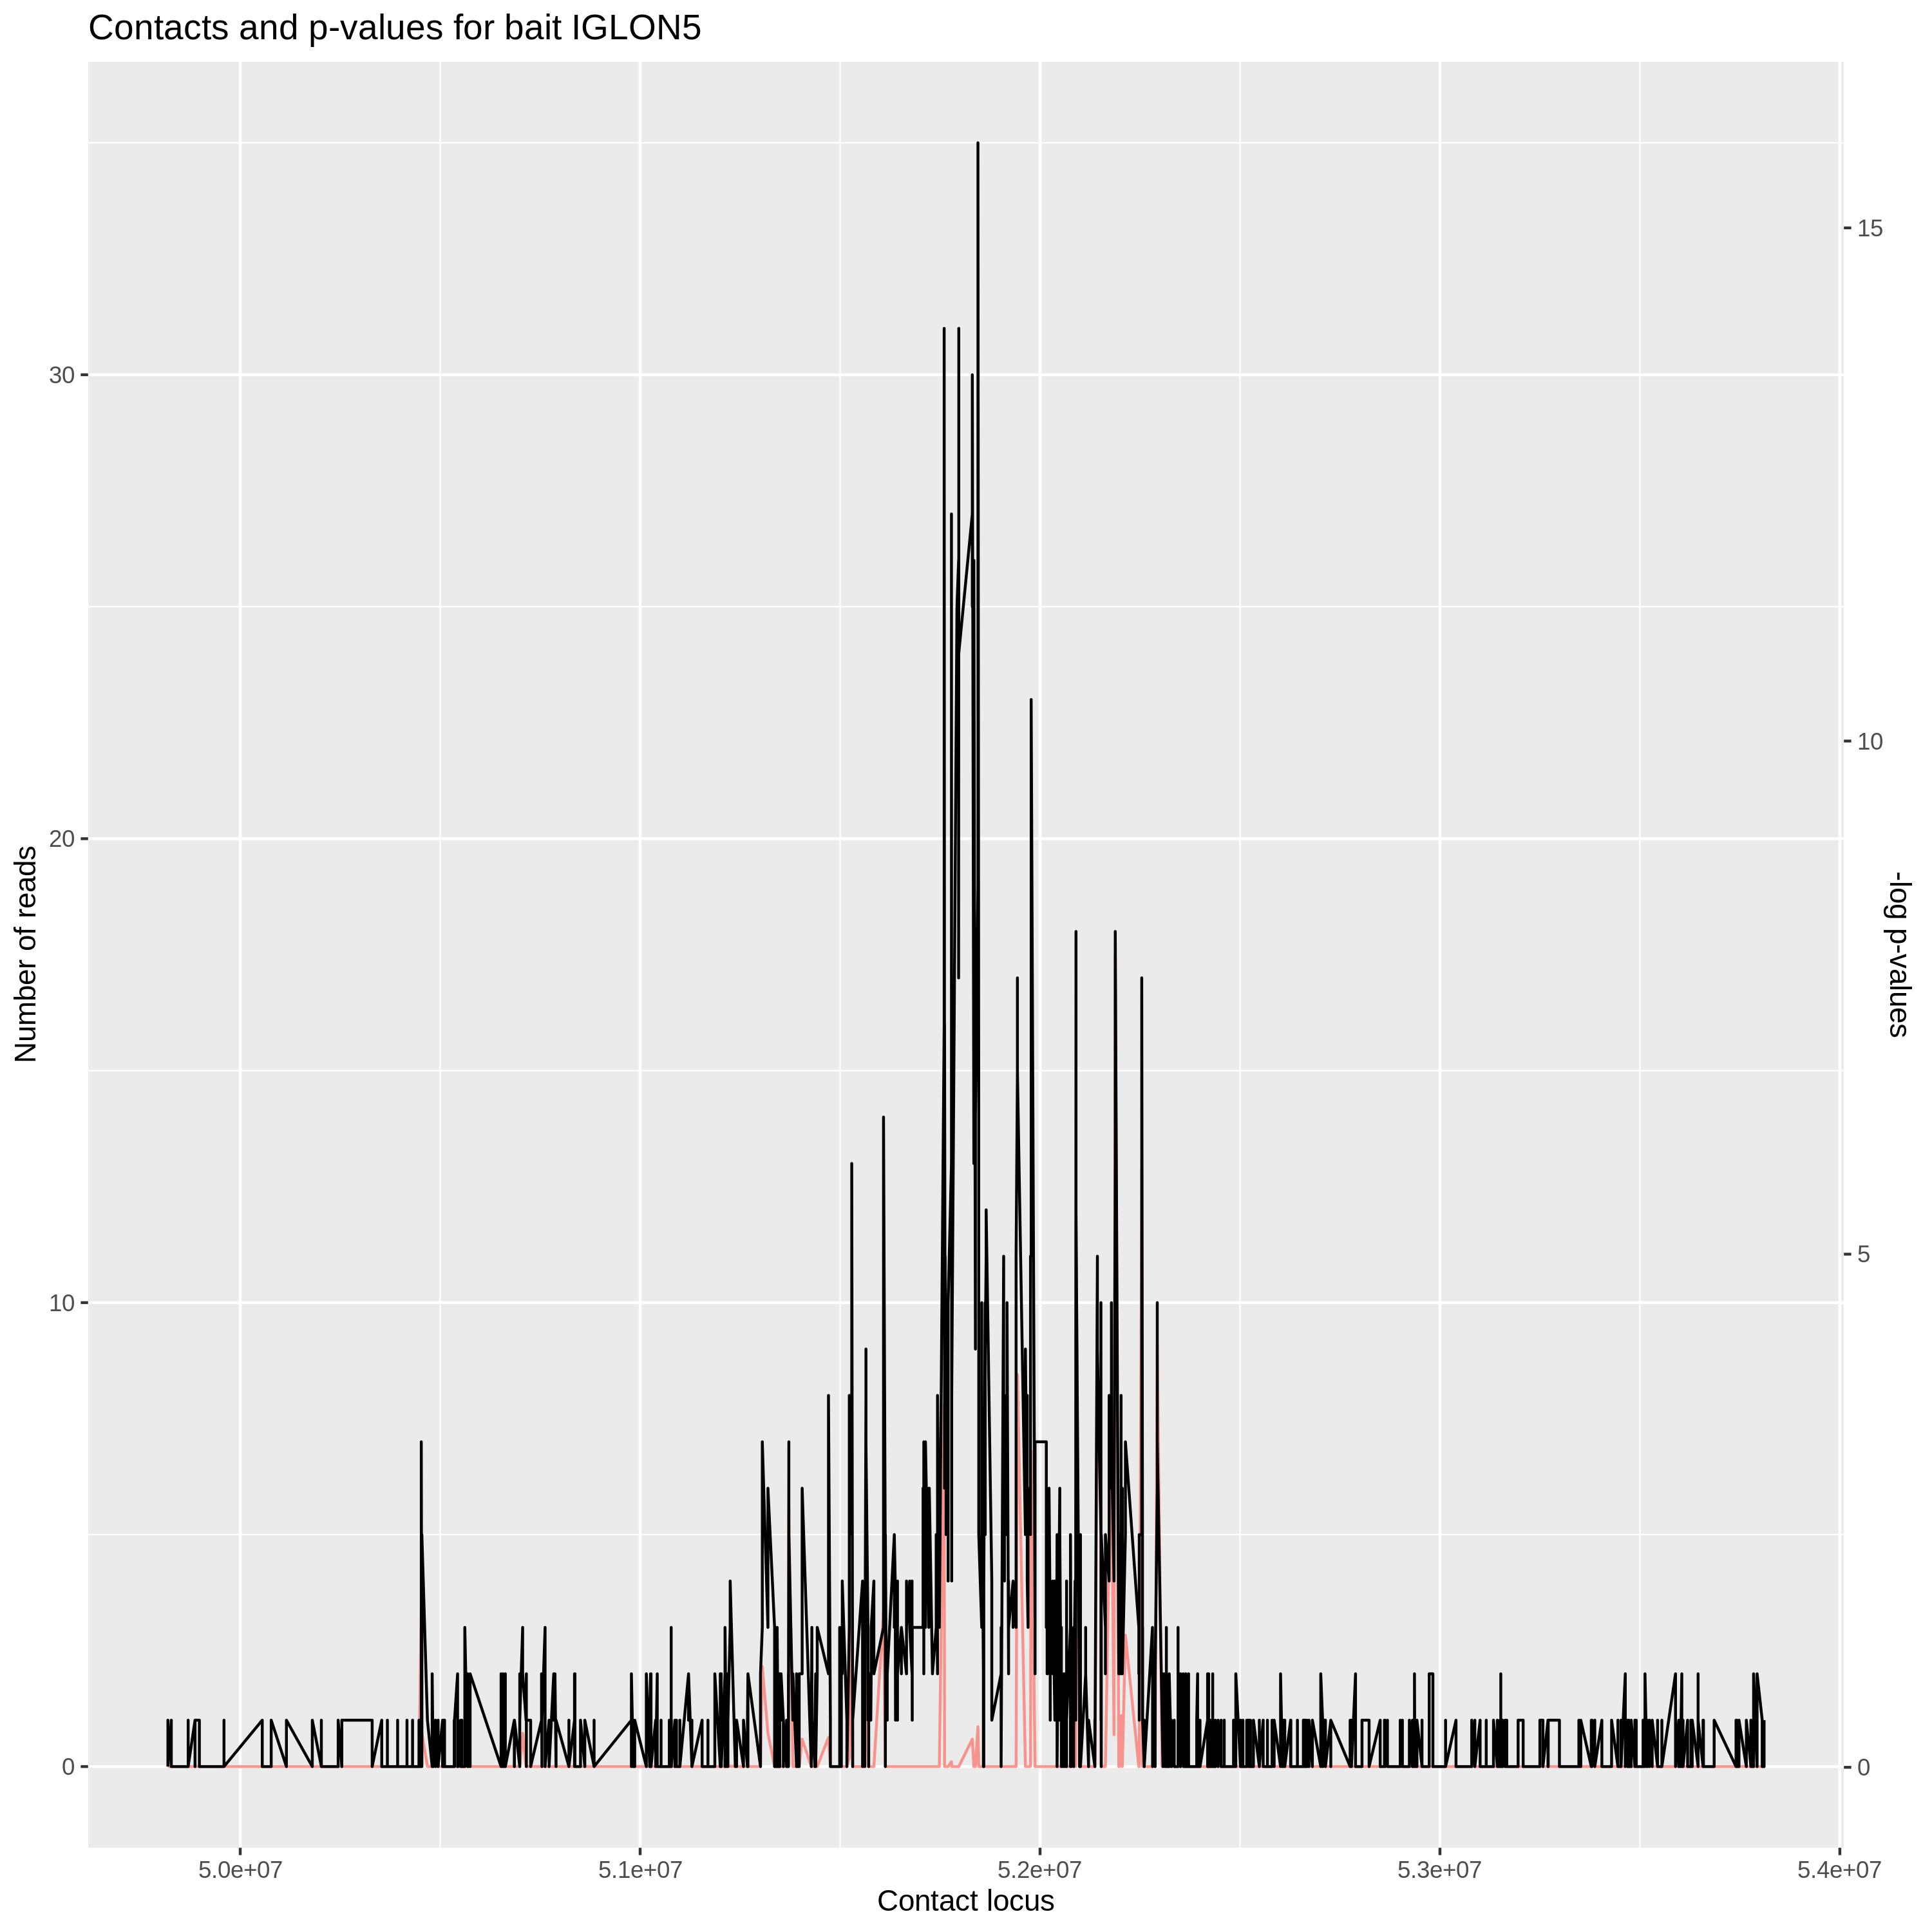 Contacts and p-values for bait IGLON5
30
20
10
0
Number of reads
15
10
5
0
-log p-values
5.0e+07
5.1e+07
5.2e+07
5.3e+07
5.4e+07
Contact locus